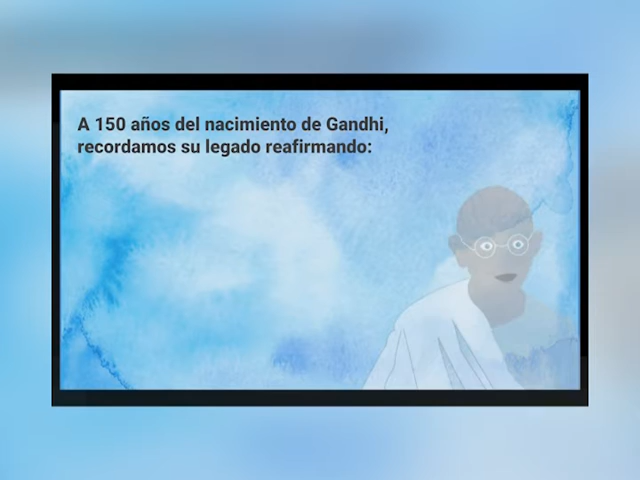 A 150 años del nacimiento de Gandhi,
recordamos su legado reafirmando: